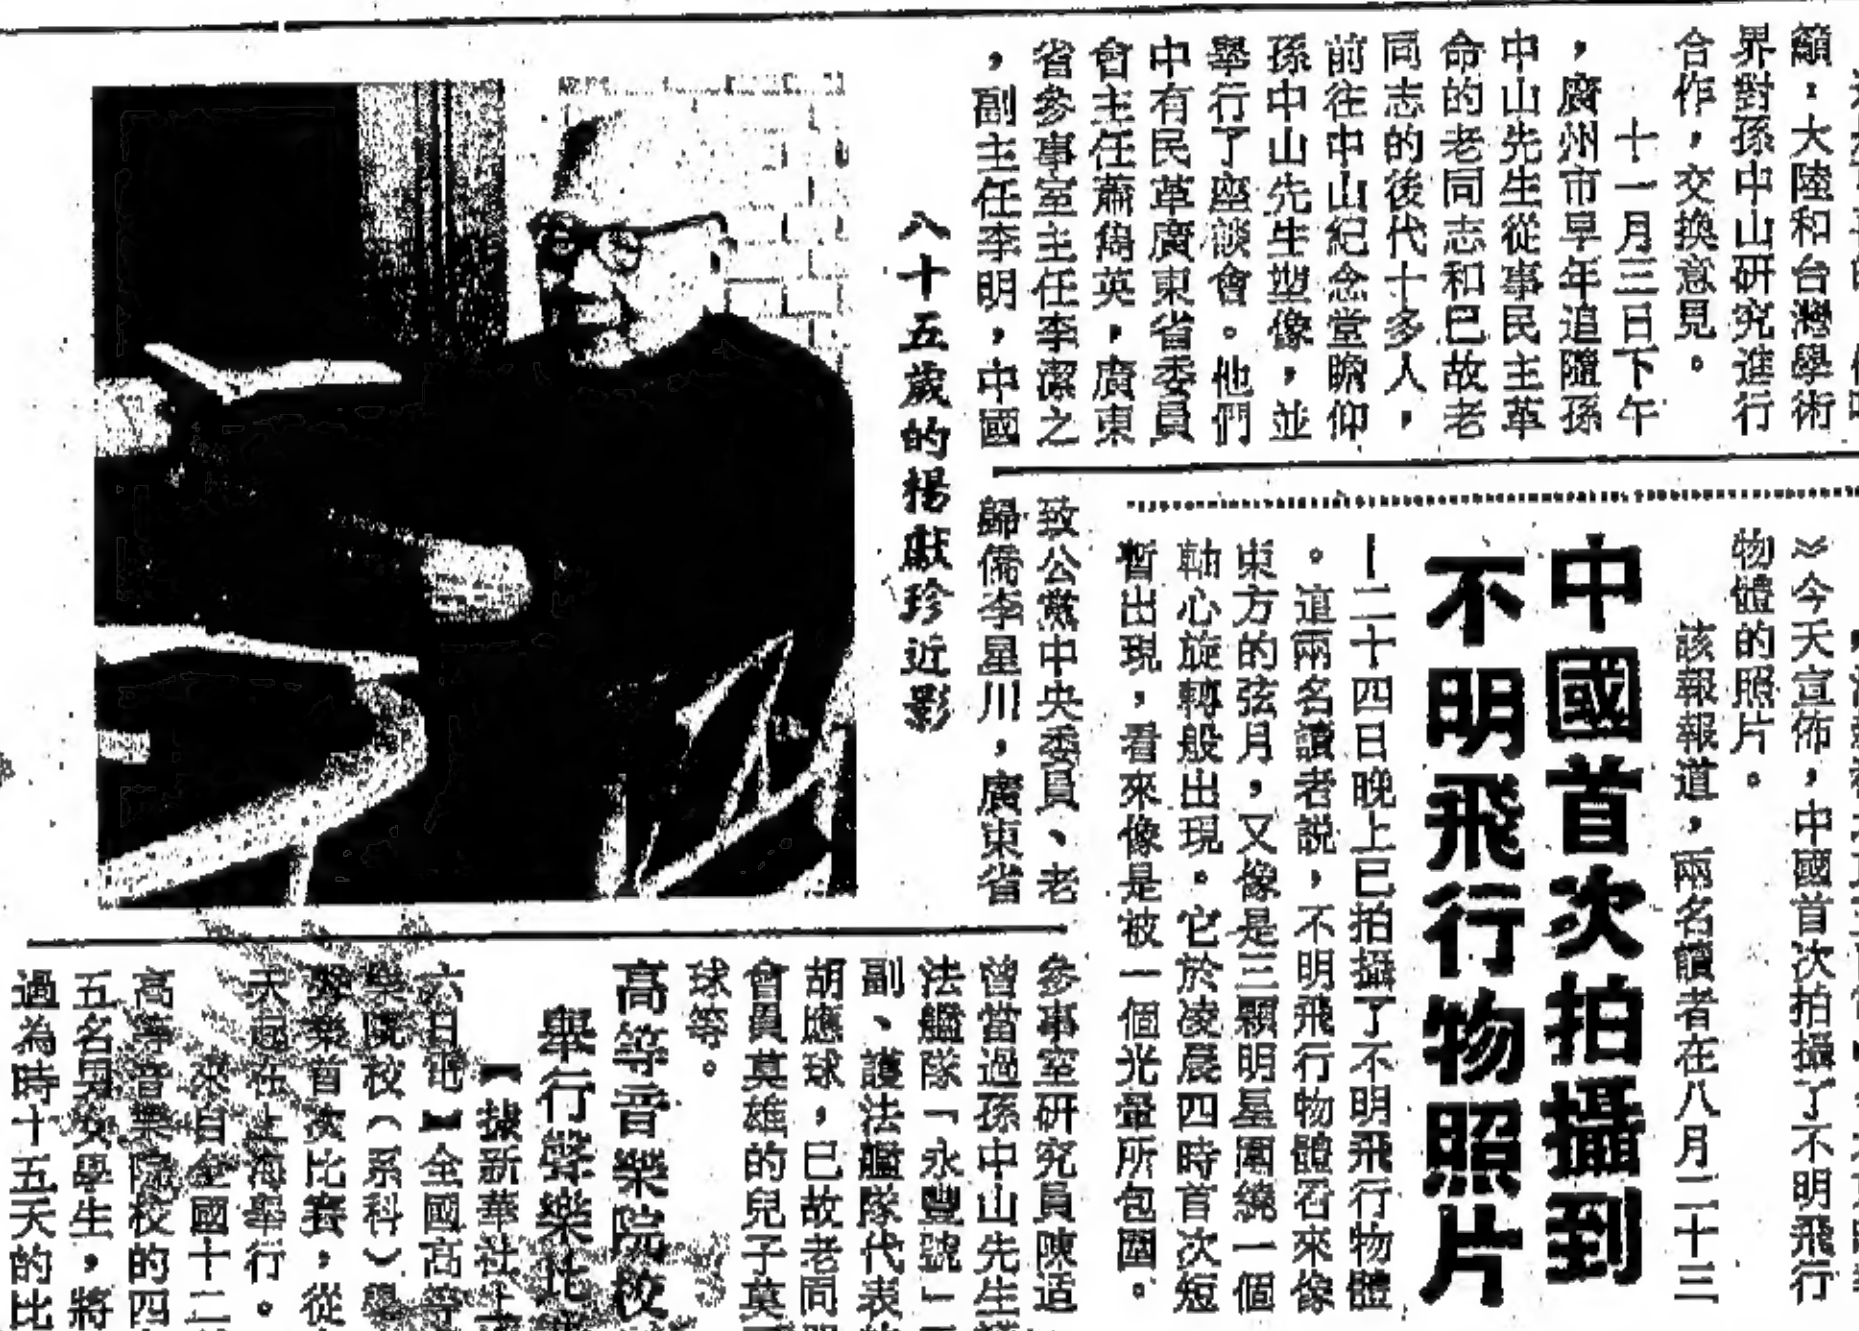 籲：大陸和台灣學術
界對孫中山研究進行
合作，交換意見。
十一月三日下午
，廣州市早年追隨孫
中山先生從事民主革
命的老同志和已故老
同志的後代十多人，
前往中山紀念堂瞻仰
孫中山先生塑像，並
舉行了座談會。他們
中有民革廣東省委員
會主任蕭雋英，廣東
省參事室主任李潔之
，副主任李明，中國
致公黨中央委員、老
歸僑李星川，廣東省
參事室研究員陳适
曾當過孫中山先生
法艦隊「永豐號」
副、護法艦隊代表
胡應球，已故老同
會員莫雄的兒子莫
球等。
八十五歲的楊獻珍近影
中國首次拍攝到
不明飛行物照片
》今天宣佈，中國首次拍攝了不明飛行
物體的照片。
該報報道，兩名讀者在八月二十三
—二十四日晚上已拍攝了不明飛行物體
。這兩名讀者説，不明飛行物體看來像
東方的弦月，又像是三顆明星圍繞一個
軸心旋轉般出現。它於凌晨四時首次短
暫出現，看來像是被一個光暈所包圍。
高等音樂院校
舉行聲樂比
【據新華社上
六日電】全國高等
樂院校（系科）聲
樂首次比賽，從
天起在上海舉行。
來自全國十二
高等音樂院校的四
五名男女學生，將
過為時十五天的比